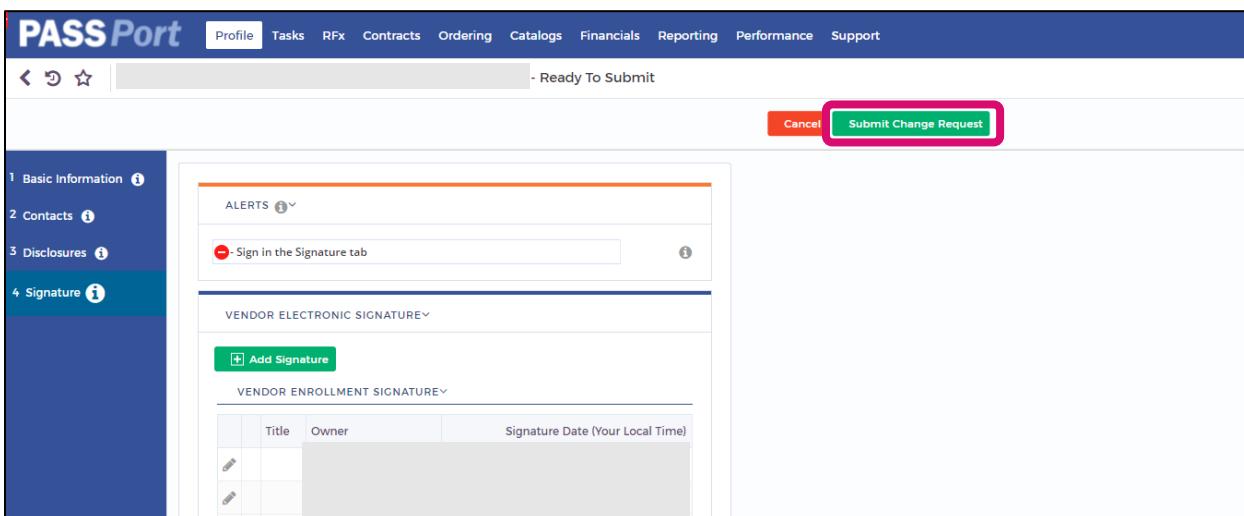 PASSPort Profile Tasks RFx Contracts Ordering Catalogs Financials Reporting Performance Support
- Ready To Submit
Cancel Submit Change Request
1 Basic Information
2 Contacts
3 Disclosures
4 Signature
ALERTS
- Sign in the Signature tab
VENDOR ELECTRONIC SIGNATURE
Add Signature
VENDOR ENROLLMENT SIGNATURE
Title Owner Signature Date (Your Local Time)